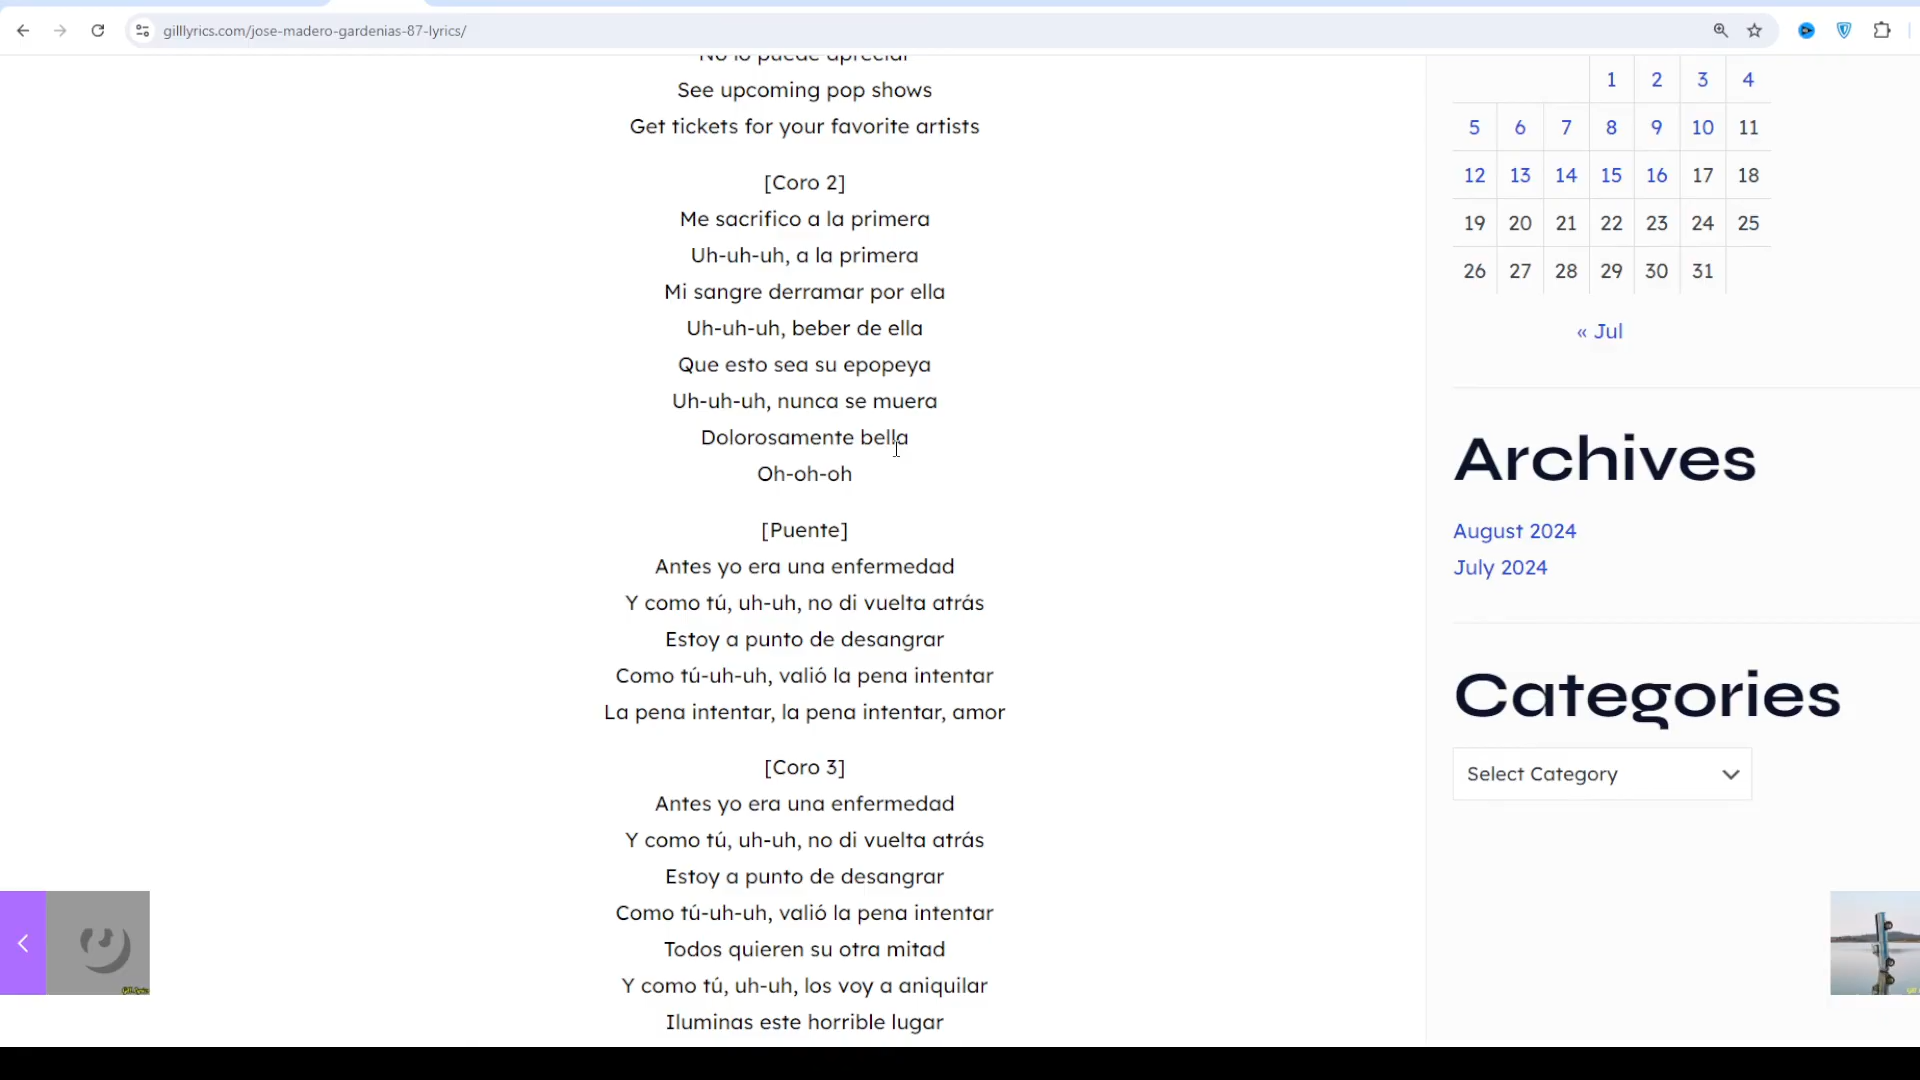 gilllyrics.com/jose-madero-gardenias-87-lyrics/
No lo puede apreciar
See upcoming pop shows
Get tickets for your favorite artists
[Coro 2]
Me sacrifico a la primera
Uh-uh-uh, a la primera
Mi sangre derramar por ella
Uh-uh-uh, beber de ella
Que esto sea su epopeya
Uh-uh-uh, nunca se muera
Dolorosamente bella
Oh-oh-oh
[Puente]
Antes yo era una enfermedad
Y como tú, uh-uh, no di vuelta atrás
Estoy a punto de desangrar
Como tú-uh-uh, valió la pena intentar
La pena intentar, la pena intentar, amor
[Coro 3]
Antes yo era una enfermedad
Y como tú, uh-uh, no di vuelta atrás
Estoy a punto de desangrar
Como tú-uh-uh, valió la pena intentar
Todos quieren su otra mitad
Y como tú, uh-uh, los voy a aniquilar
Iluminas este horrible lugar
1 2 3 4
5 6 7 8 9 10 11
12 13 14 15 16 17 18
19 20 21 22 23 24 25
26 27 28 29 30 31
« Jul
Archives
August 2024
July 2024
Categories
Select Category